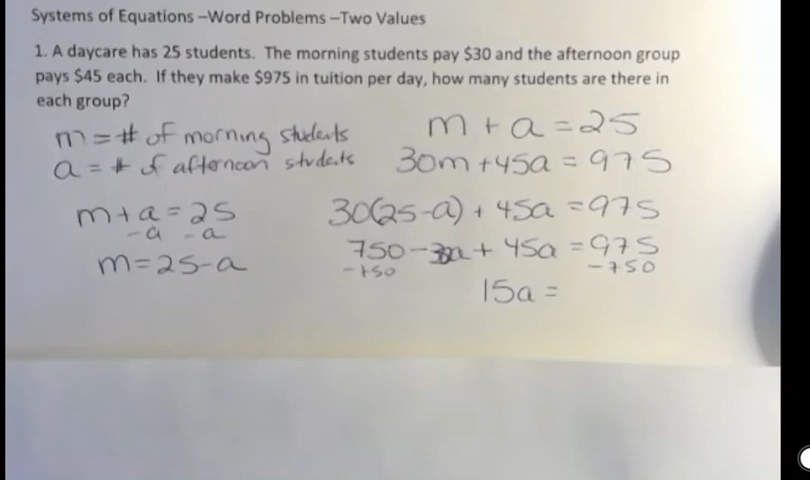 Systems of Equations –Word Problems –Two Values
1. A daycare has 25 students. The morning students pay $30 and the afternoon group
pays $45 each. If they make $975 in tuition per day, how many students are there in
each group?
m = # of morning students
a = # of afternoon students
m + a = 25
30m + 45a = 975
m + a = 25
-a -a
m = 25 - a
30(25-a) + 45a = 975
750 - 30a + 45a = 975
-750 -750
15a =